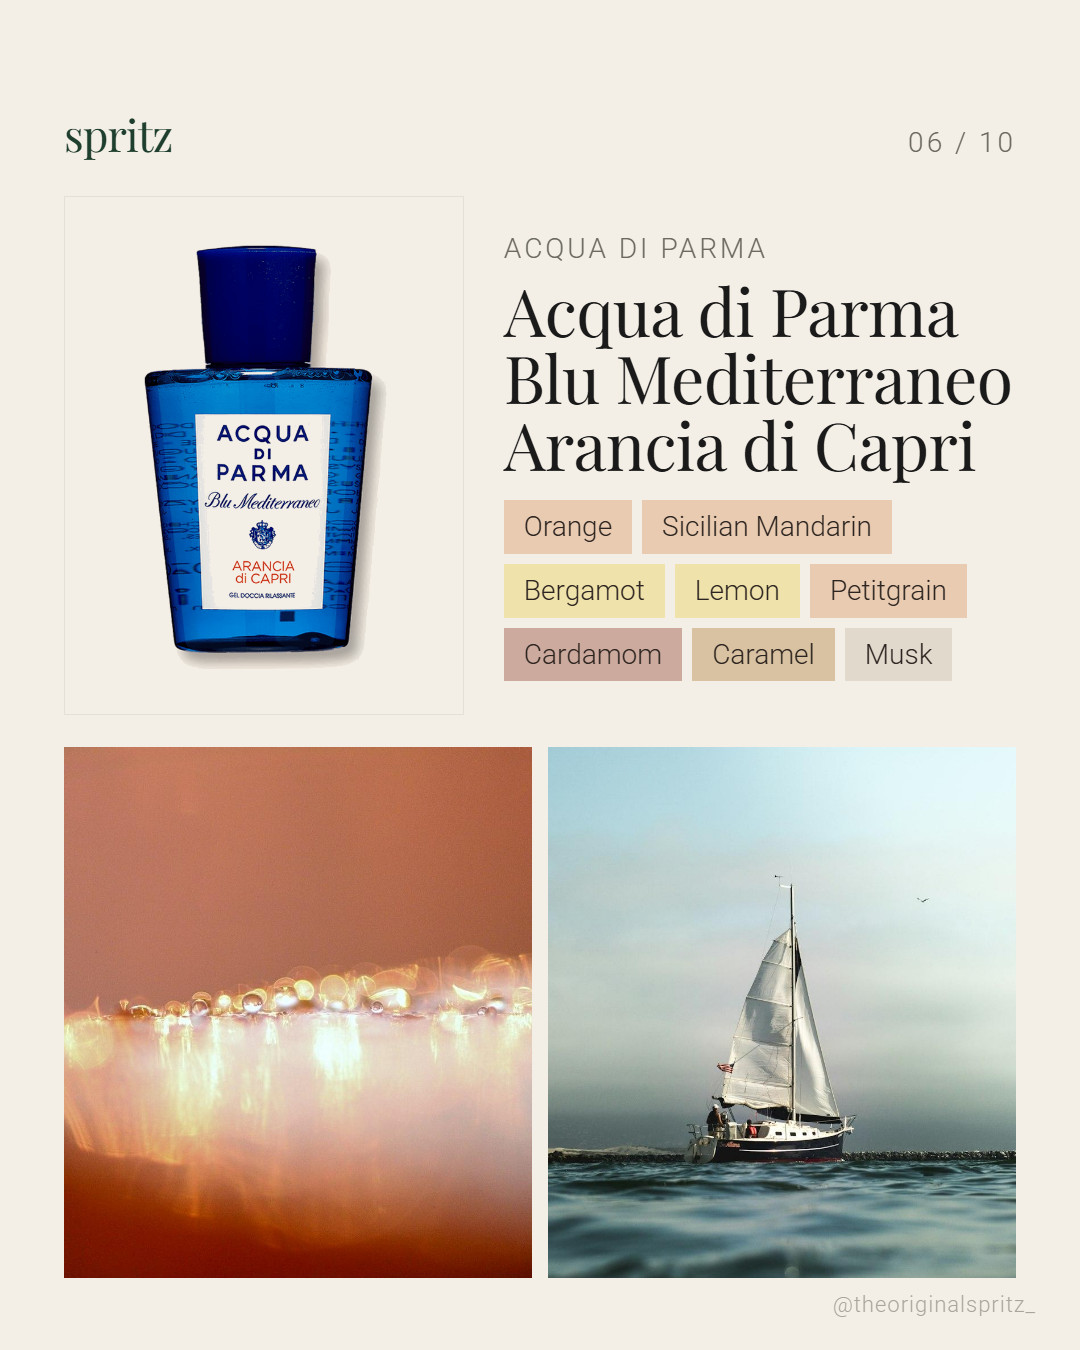 spritz
06 / 10
ACQUA
DI
PARMA
Blu Mediterraneo
ARANCIA
di CAPRI
GEL DOCCIA RILASSANTE
ACQUA DI PARMA
Acqua di Parma
Blu Mediterraneo
Arancia di Capri
Orange Sicilian Mandarin
Bergamot Lemon Petitgrain
Cardamom Caramel Musk
@theoriginalspritz_